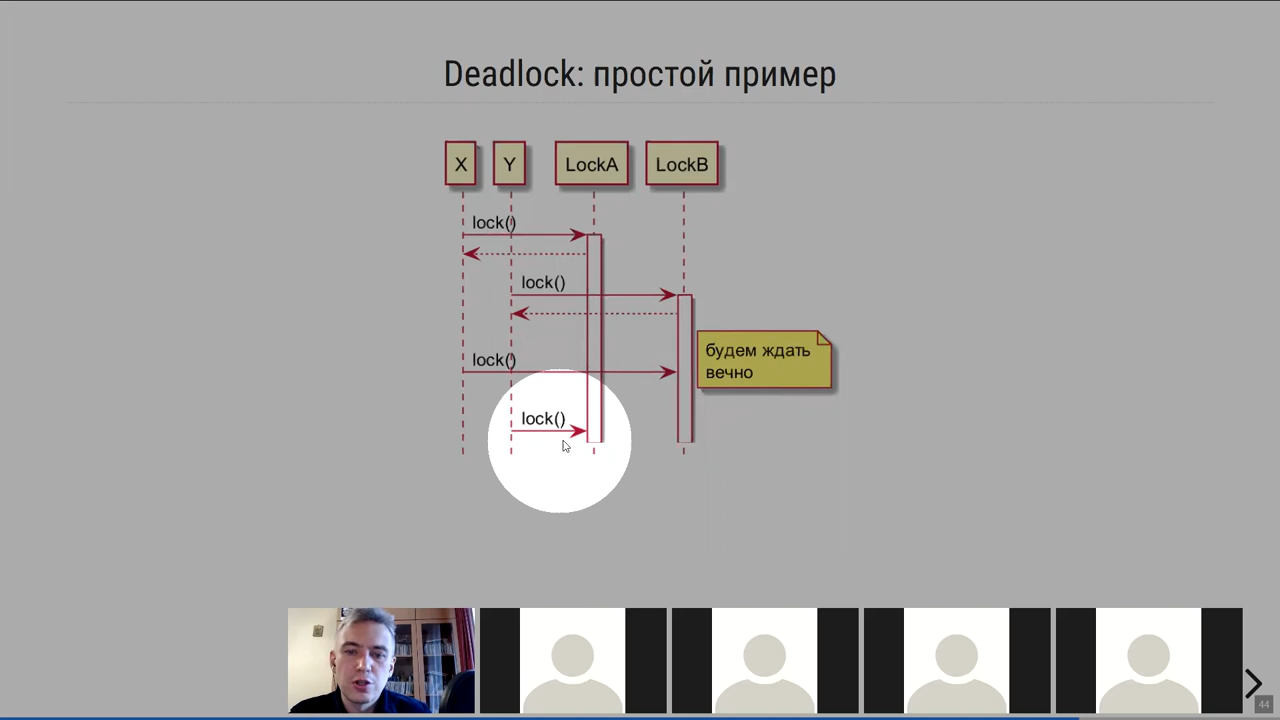 Deadlock: простой пример
X
Y
LockA
LockB
lock()
lock()
будем ждать
вечно
lock()
lock()
44